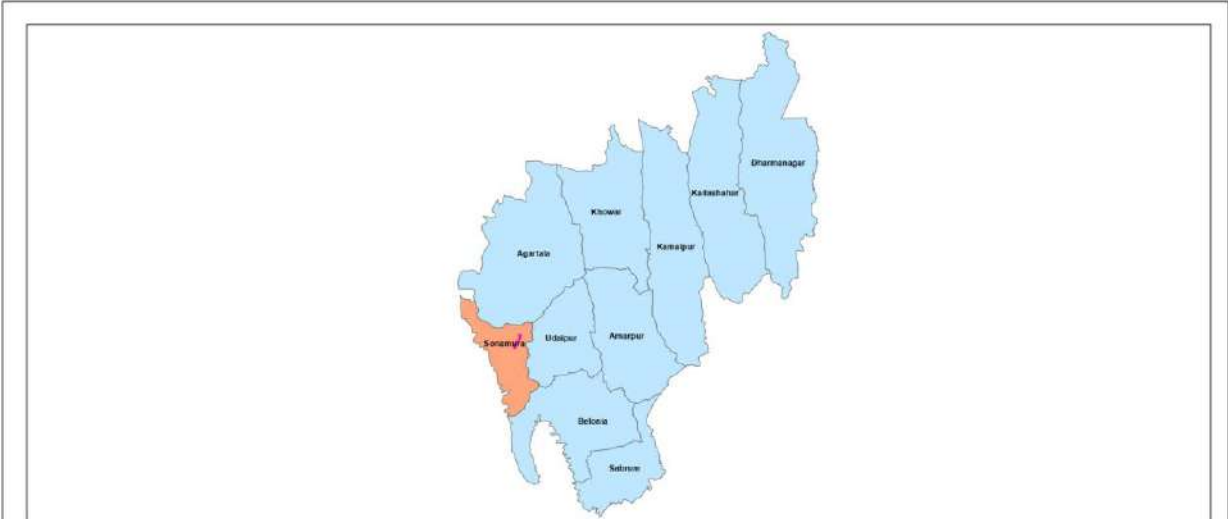 Dharmanagar
Kailashahar
Khowai
Kamalpur
Agartala
Amarpur
Udaipur
Sonamura
Belonia
Sabroom